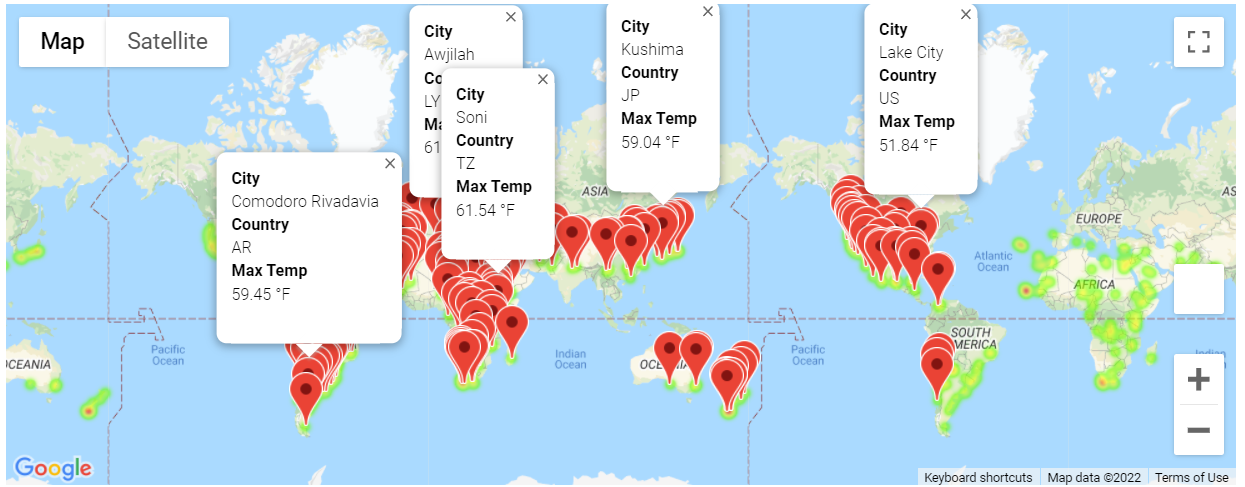 Map
Satellite
City
Awjilah
Co
LY
Ma
61
City
Soni
Country
TZ
Max Temp
61.54 °F
City
Kushima
Country
JP
Max Temp
59.04 °F
City
Lake City
Country
US
Max Temp
51.84 °F
City
Comodoro Rivadavia
Country
AR
Max Temp
59.45 °F
ASIA
AS
EUROPE
Atlantic
Ocean
AFRICA
SOUTH
MERICA
OCEANIA
Pacific
Ocean
Indian
Ocean
Pacific
Ocean
Google
Keyboard shortcuts
Map data ©2022
Terms of Use